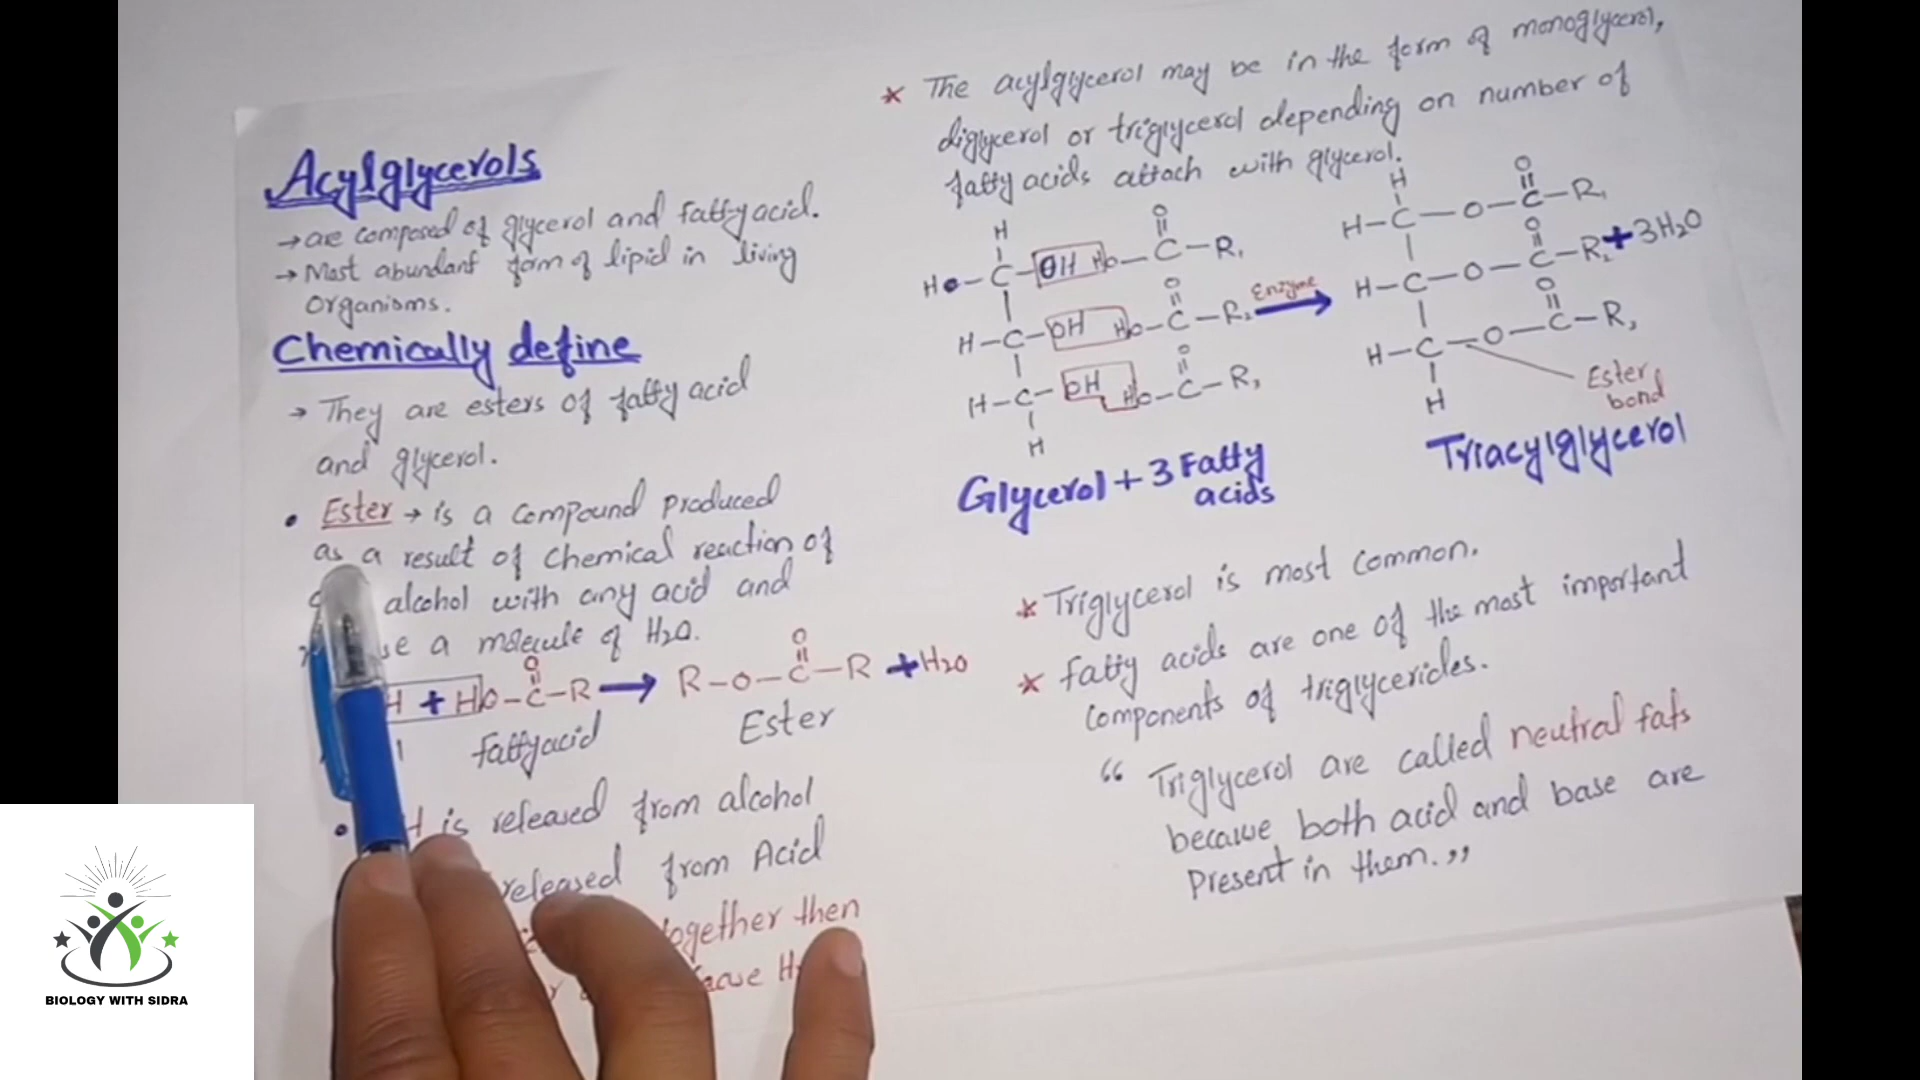 Acylglycerols
→ are composed of glycerol and fatty acid.
→ Most abundant form of lipid in living
organisms.
Chemically define
→ They are esters of fatty acid
and glycerol.
• Ester → is a compound produced
as a result of chemical reaction of
alcohol with any acid and
a molecule of H2O.
H + HO–C–R → R–O–C–R + H2O
O
O
fatty acid
Ester
• H is released from alcohol
released from Acid
together then
* The acylglycerol may be in the form of monoglycerol,
diglycerol or triglycerol depending on number of
fatty acids attach with glycerol.
H
O
H–C–OH HO–C–R1
O
H–C–OH HO–C–R2
O
H–C–OH HO–C–R3
H
Enzyme
H
O
H–C–O–C–R1
O
H–C–O–C–R2 + 3H2O
O
H–C–O–C–R3
H
Ester
bond
Glycerol + 3 Fatty
acids
Triacylglycerol
* Triglycerol is most common.
* fatty acids are one of the most important
components of triglycerides.
“ Triglycerol are called neutral fats
because both acid and base are
present in them.”
BIOLOGY WITH SIDRA